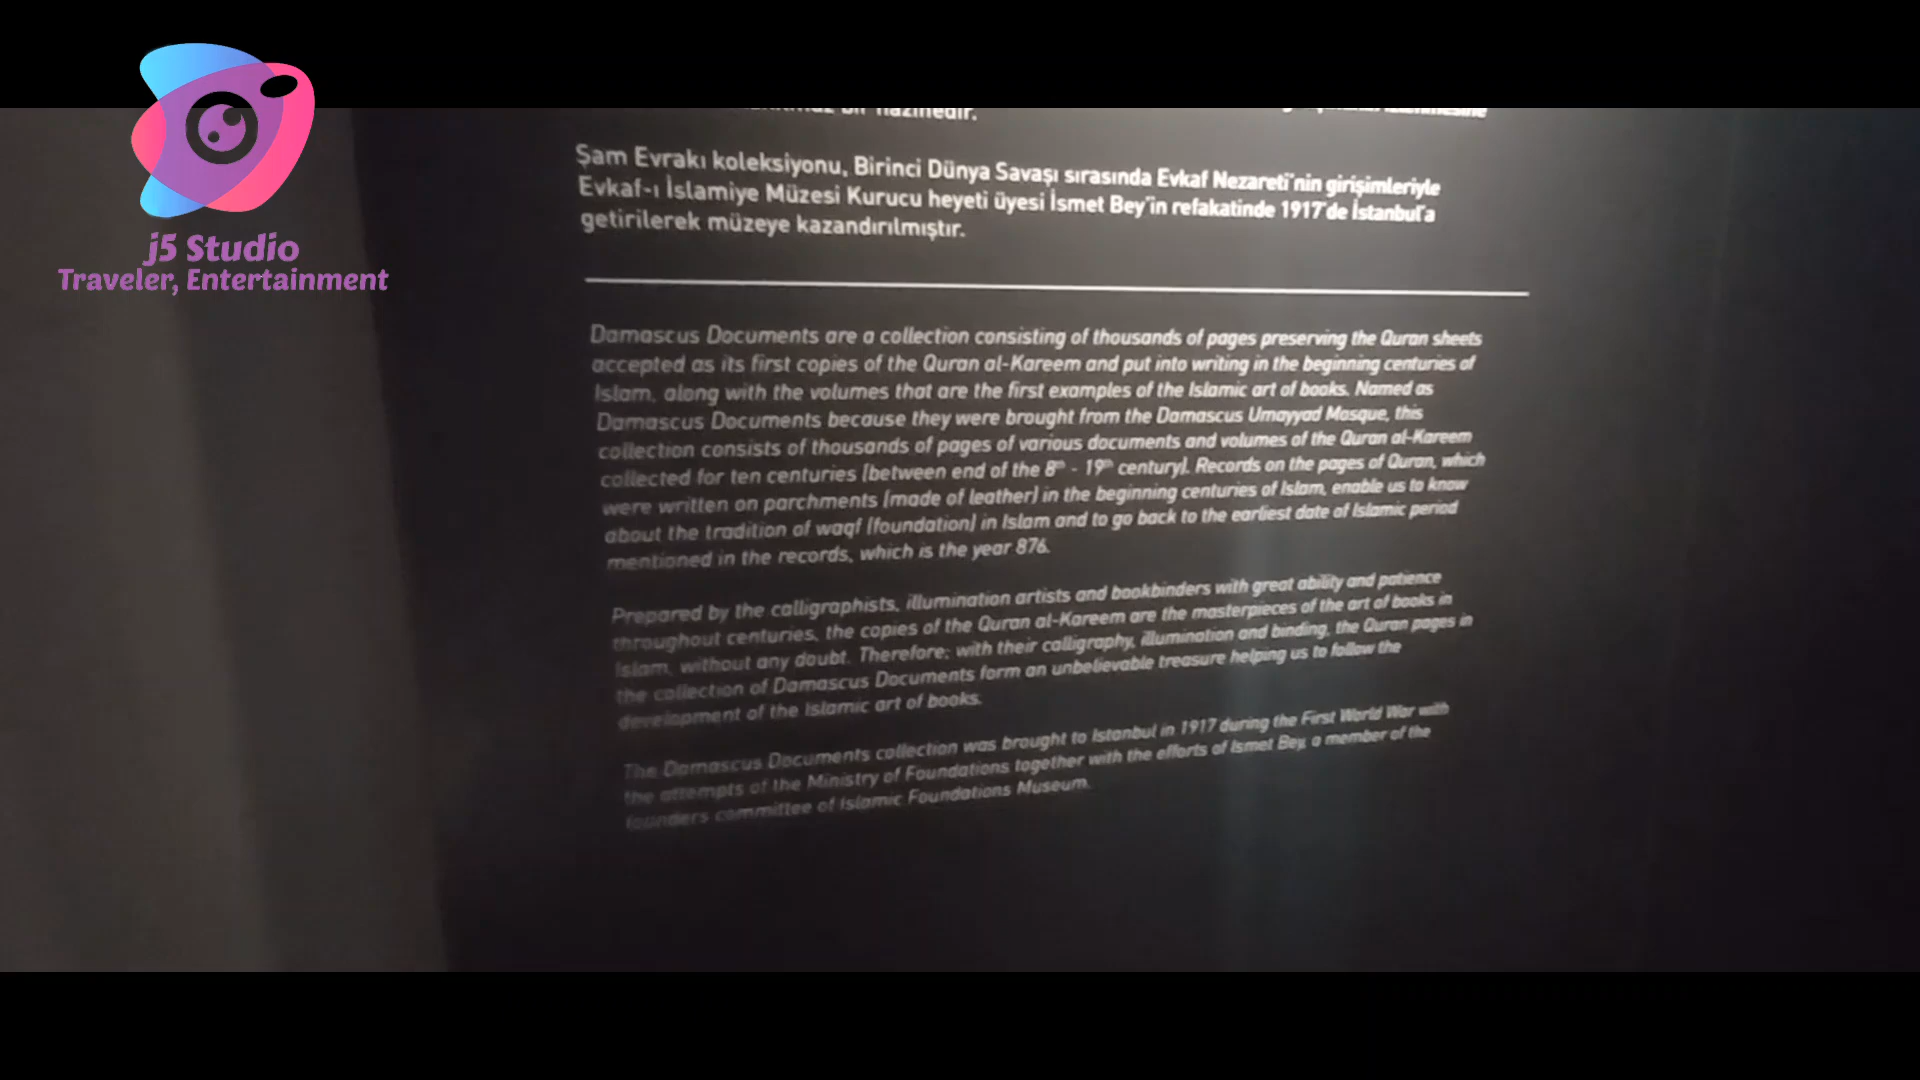 j5 Studio
Traveler, Entertainment
bir hazinedir.
Şam Evrakı koleksiyonu, Birinci Dünya Savaşı sırasında Evkaf Nezareti'nin girişimleriyle
Evkaf-ı İslamiye Müzesi Kurucu heyeti üyesi İsmet Bey'in refakatinde 1917'de İstanbul'a
getirilerek müzeye kazandırılmıştır.
Damascus Documents are a collection consisting of thousands of pages preserving the Quran sheets
accepted as its first copies of the Quran al-Kareem and put into writing in the beginning centuries of
Islam, along with the volumes that are the first examples of the Islamic art of books. Named as
Damascus Documents because they were brought from the Damascus Umayyad Mosque, this
collection consists of thousands of pages of various documents and volumes of the Quran al-Kareem
collected for ten centuries (between end of the 8th - 19th century). Records on the pages of Quran, which
were written on parchments (made of leather) in the beginning centuries of Islam, enable us to know
about the tradition of waqf (foundation) in Islam and to go back to the earliest date of Islamic period
mentioned in the records, which is the year 876.
Prepared by the calligraphists, illumination artists and bookbinders with great ability and patience
throughout centuries, the copies of the Quran al-Kareem are the masterpieces of the art of books in
Islam, without any doubt. Therefore; with their calligraphy, illumination and binding, the Quran pages in
the collection of Damascus Documents form an unbelievable treasure helping us to follow the
development of the Islamic art of books.
The Damascus Documents collection was brought to Istanbul in 1917 during the First World War with
the attempts of the Ministry of Foundations together with the efforts of Ismet Bey, a member of the
founders committee of Islamic Foundations Museum.